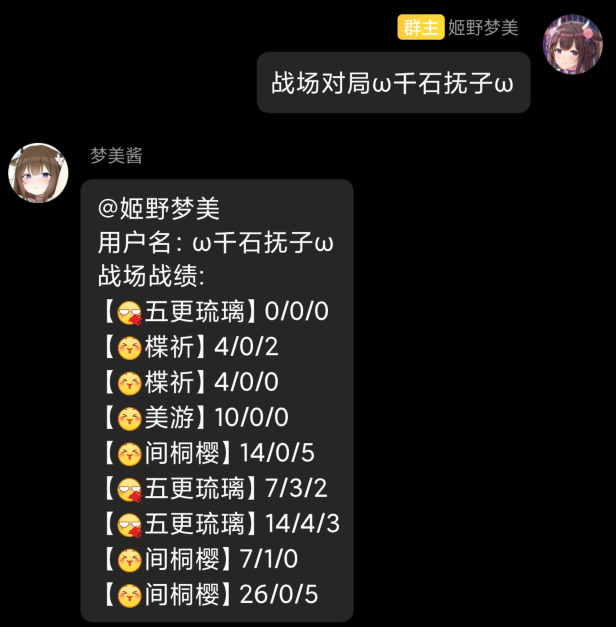 群主 姬野梦美
战场对局ω千石抚子ω
梦美酱
@姬野梦美
用户名: ω千石抚子ω
战场战绩:
【五更琉璃】0/0/0
【楪祈】4/0/2
【楪祈】4/0/0
【美游】10/0/0
【间桐樱】14/0/5
【五更琉璃】7/3/2
【五更琉璃】14/4/3
【间桐樱】7/1/0
【间桐樱】26/0/5